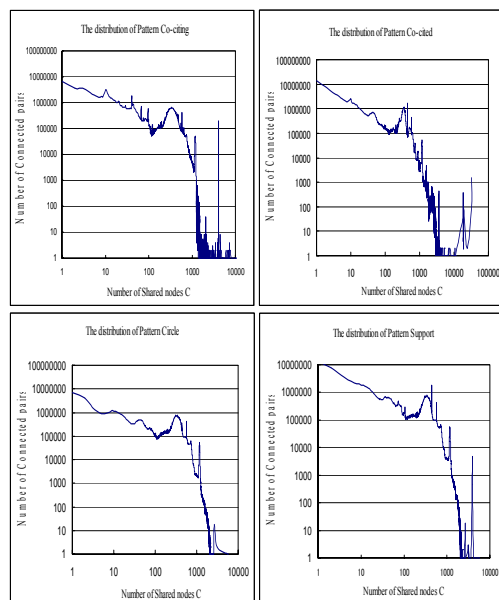 The distribution of Pattern Co-citing
100000000
10000000
1000000
100000
10000
1000
100
10
1
Number of Connected pairs
1 10 100 1000 10000
Number of Shared nodes C
The distribution of Pattern Co-cited
100000000
10000000
1000000
100000
10000
1000
100
10
1
Number of Connected pairs
1 10 100 1000 10000 100000
Number of Shared nodes C
The distribution of Pattern Circle
100000000
10000000
1000000
100000
10000
1000
100
10
1
Number of Connected pairs
1 10 100 1000 10000
Number of Shared nodes C
The distribution of Pattern Support
10000000
1000000
100000
10000
1000
100
10
1
Number of Connected pairs
1 10 100 1000 10000
Number of Shared nodes C